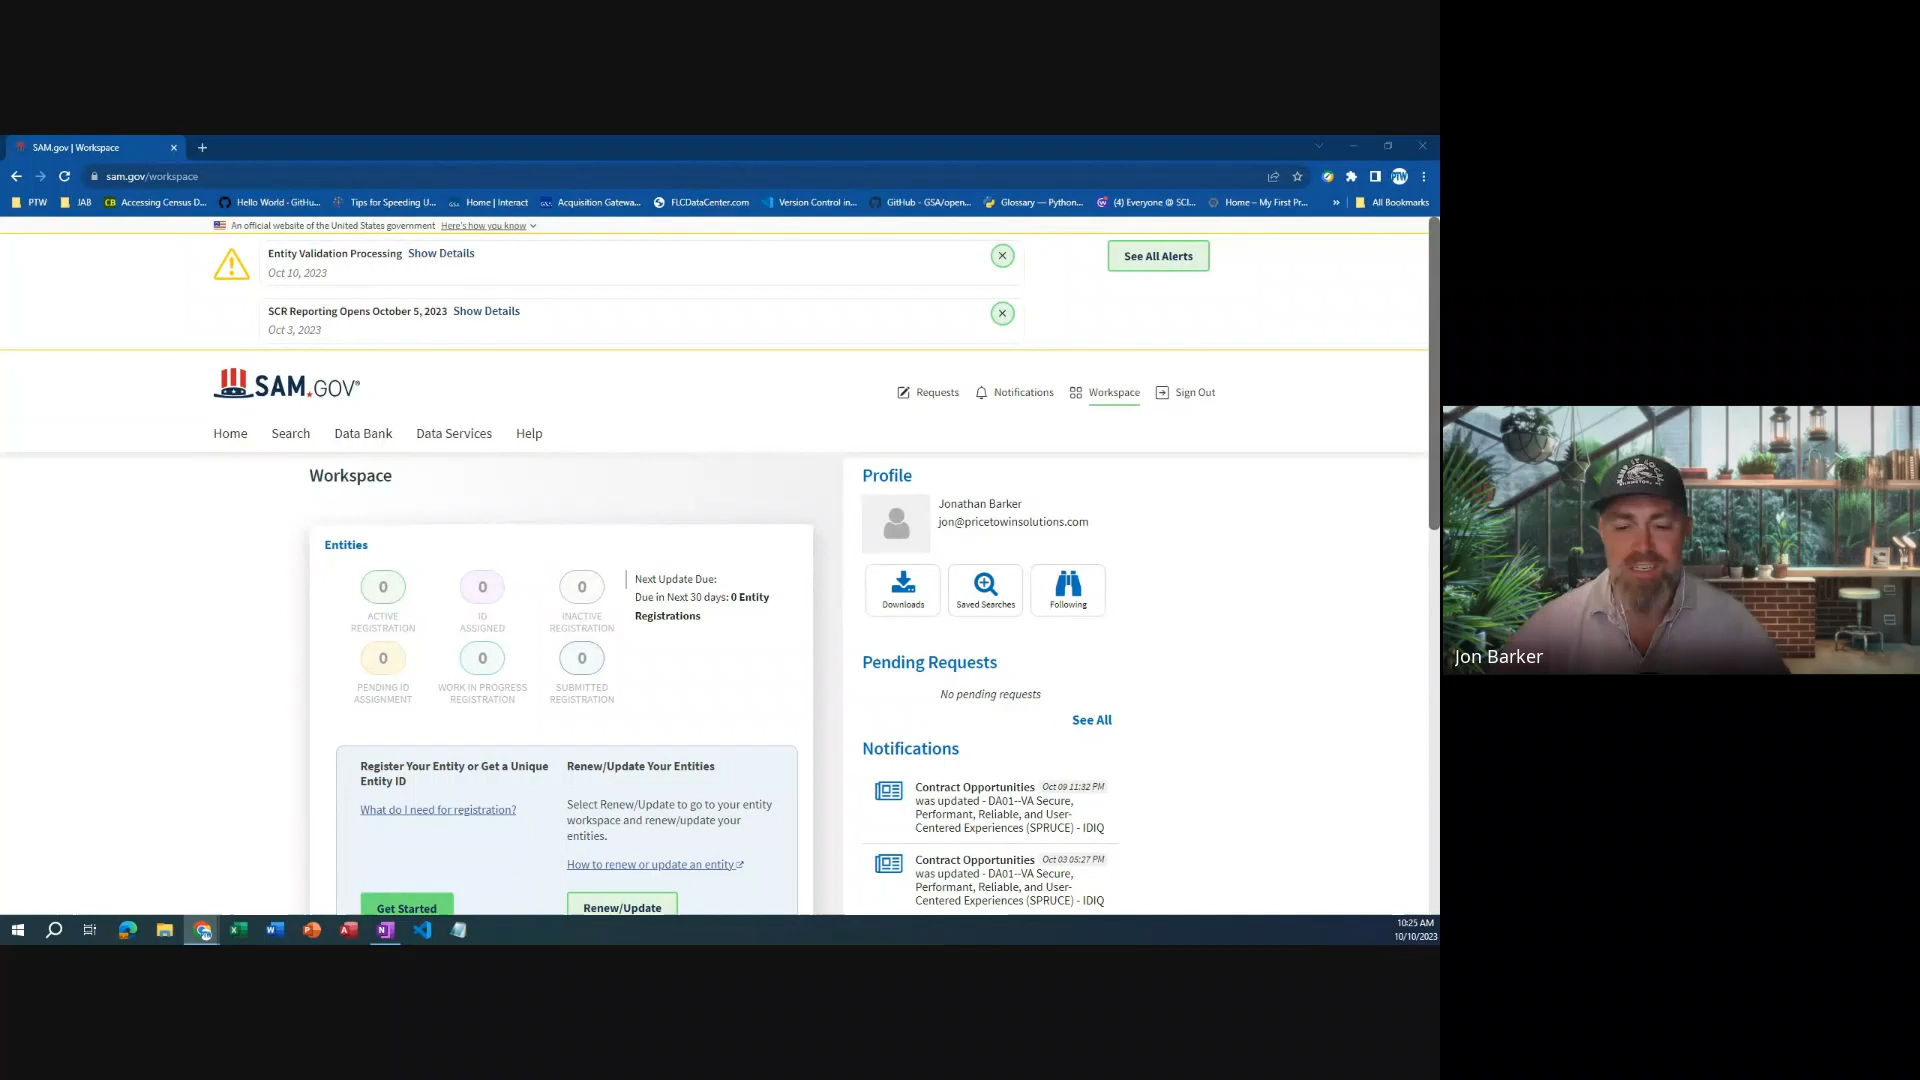 SAM.gov | Workspace
sam.gov/workspace
PTW
JAB
Accessing Census D...
Hello World · GitHu...
Tips for Speeding U...
Home | Interact
Acquisition Gatewa...
FLCDataCenter.com
Version Control in...
GitHub - GSA/open...
Glossary — Python...
(4) Everyone @ SCI...
Home – My First Pr...
»
All Bookmarks
An official website of the United States government Here's how you know
Entity Validation Processing Show Details
Oct 10, 2023
See All Alerts
SCR Reporting Opens October 5, 2023 Show Details
Oct 3, 2023
SAM.GOV®
Requests
Notifications
Workspace
Sign Out
Home
Search
Data Bank
Data Services
Help
Workspace
Entities
0
ACTIVE
REGISTRATION
0
ID
ASSIGNED
0
INACTIVE
REGISTRATION
Next Update Due:
Due in Next 30 days: 0 Entity
Registrations
0
PENDING ID
ASSIGNMENT
0
WORK IN PROGRESS
REGISTRATION
0
SUBMITTED
REGISTRATION
Register Your Entity or Get a Unique
Entity ID
What do I need for registration?
Get Started
Renew/Update Your Entities
Select Renew/Update to go to your entity
workspace and renew/update your
entities.
How to renew or update an entity
Renew/Update
Profile
Jonathan Barker
jon@pricetowinsolutions.com
Downloads
Saved Searches
Following
Pending Requests
No pending requests
See All
Notifications
Contract Opportunities Oct 09 11:32 PM
was updated - DA01--VA Secure,
Performant, Reliable, and User-
Centered Experiences (SPRUCE) - IDIQ
Contract Opportunities Oct 03 05:27 PM
was updated - DA01--VA Secure,
Performant, Reliable, and User-
Centered Experiences (SPRUCE) - IDIQ
10:25 AM
10/10/2023
Jon Barker